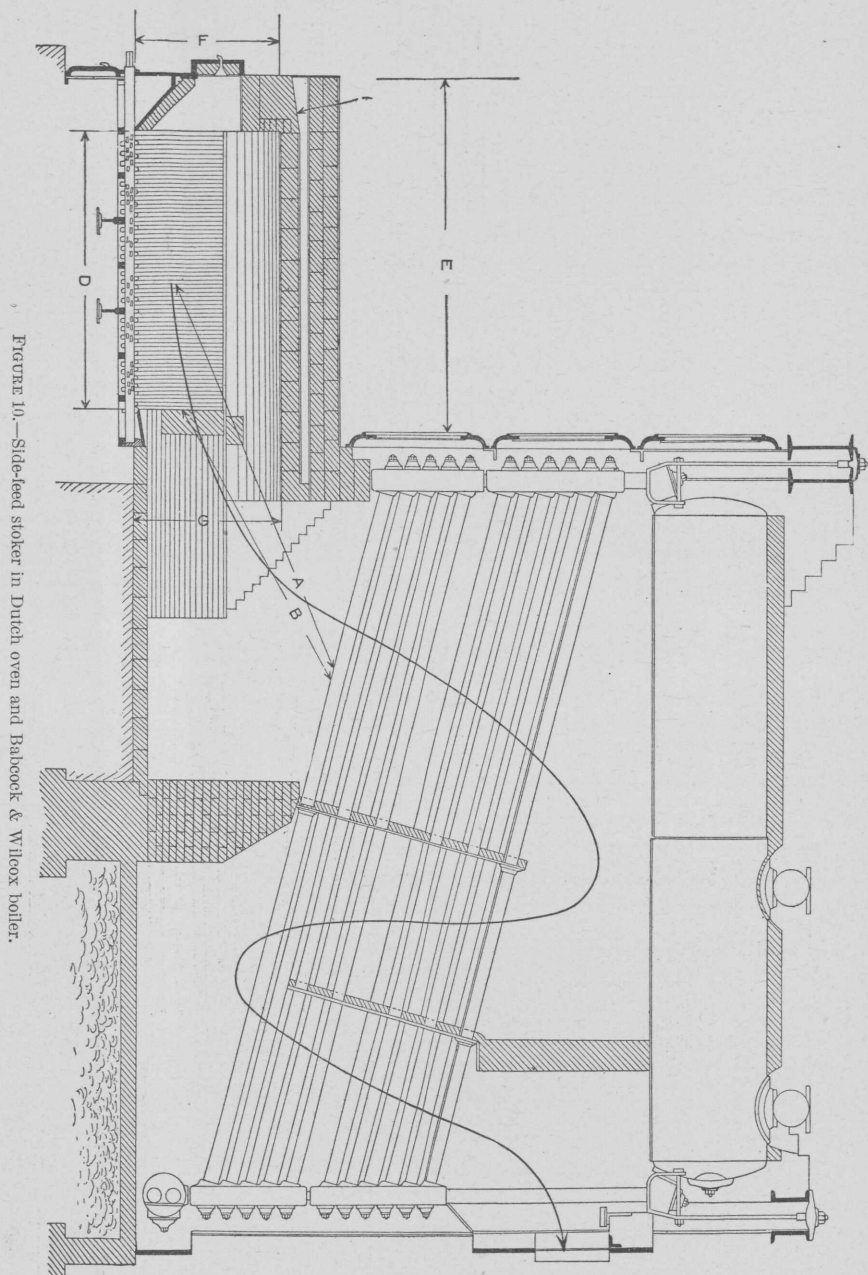 F
f
E
D
G
A
B
FIGURE 10.—Side-feed stoker in Dutch oven and Babcock & Wilcox boiler.